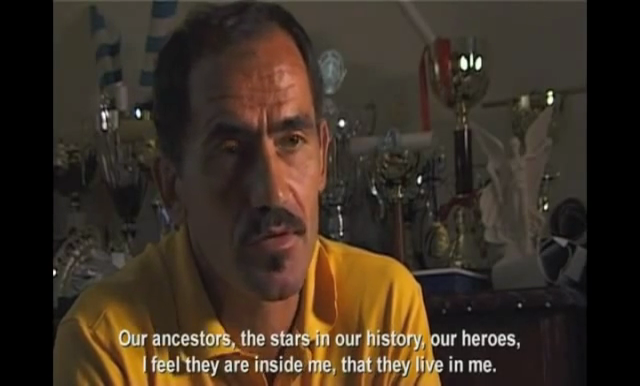 Our ancestors, the stars in our history, our heroes,
I feel they are inside me, that they live in me.